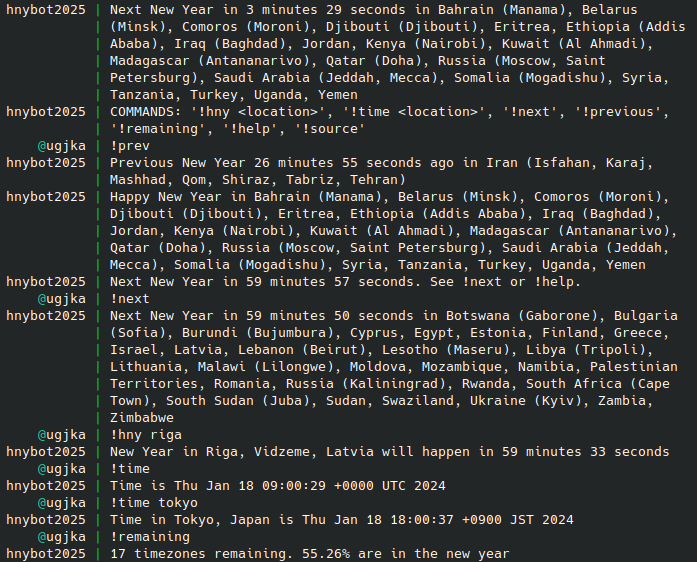 hnybot2025 | Next New Year in 3 minutes 29 seconds in Bahrain (Manama), Belarus
| (Minsk), Comoros (Moroni), Djibouti (Djibouti), Eritrea, Ethiopia (Addis
| Ababa), Iraq (Baghdad), Jordan, Kenya (Nairobi), Kuwait (Al Ahmadi),
| Madagascar (Antananarivo), Qatar (Doha), Russia (Moscow, Saint
| Petersburg), Saudi Arabia (Jeddah, Mecca), Somalia (Mogadishu), Syria,
| Tanzania, Turkey, Uganda, Yemen
hnybot2025 | COMMANDS: '!hny <location>', '!time <location>', '!next', '!previous',
| '!remaining', '!help', '!source'
@ugjka | !prev
hnybot2025 | Previous New Year 26 minutes 55 seconds ago in Iran (Isfahan, Karaj,
| Mashhad, Qom, Shiraz, Tabriz, Tehran)
hnybot2025 | Happy New Year in Bahrain (Manama), Belarus (Minsk), Comoros (Moroni),
| Djibouti (Djibouti), Eritrea, Ethiopia (Addis Ababa), Iraq (Baghdad),
| Jordan, Kenya (Nairobi), Kuwait (Al Ahmadi), Madagascar (Antananarivo),
| Qatar (Doha), Russia (Moscow, Saint Petersburg), Saudi Arabia (Jeddah,
| Mecca), Somalia (Mogadishu), Syria, Tanzania, Turkey, Uganda, Yemen
hnybot2025 | Next New Year in 59 minutes 57 seconds. See !next or !help.
@ugjka | !next
hnybot2025 | Next New Year in 59 minutes 50 seconds in Botswana (Gaborone), Bulgaria
| (Sofia), Burundi (Bujumbura), Cyprus, Egypt, Estonia, Finland, Greece,
| Israel, Latvia, Lebanon (Beirut), Lesotho (Maseru), Libya (Tripoli),
| Lithuania, Malawi (Lilongwe), Moldova, Mozambique, Namibia, Palestinian
| Territories, Romania, Russia (Kaliningrad), Rwanda, South Africa (Cape
| Town), South Sudan (Juba), Sudan, Swaziland, Ukraine (Kyiv), Zambia,
| Zimbabwe
@ugjka | !hny riga
hnybot2025 | New Year in Riga, Vidzeme, Latvia will happen in 59 minutes 33 seconds
@ugjka | !time
hnybot2025 | Time is Thu Jan 18 09:00:29 +0000 UTC 2024
@ugjka | !time tokyo
hnybot2025 | Time in Tokyo, Japan is Thu Jan 18 18:00:37 +0900 JST 2024
@ugjka | !remaining
hnybot2025 | 17 timezones remaining. 55.26% are in the new year